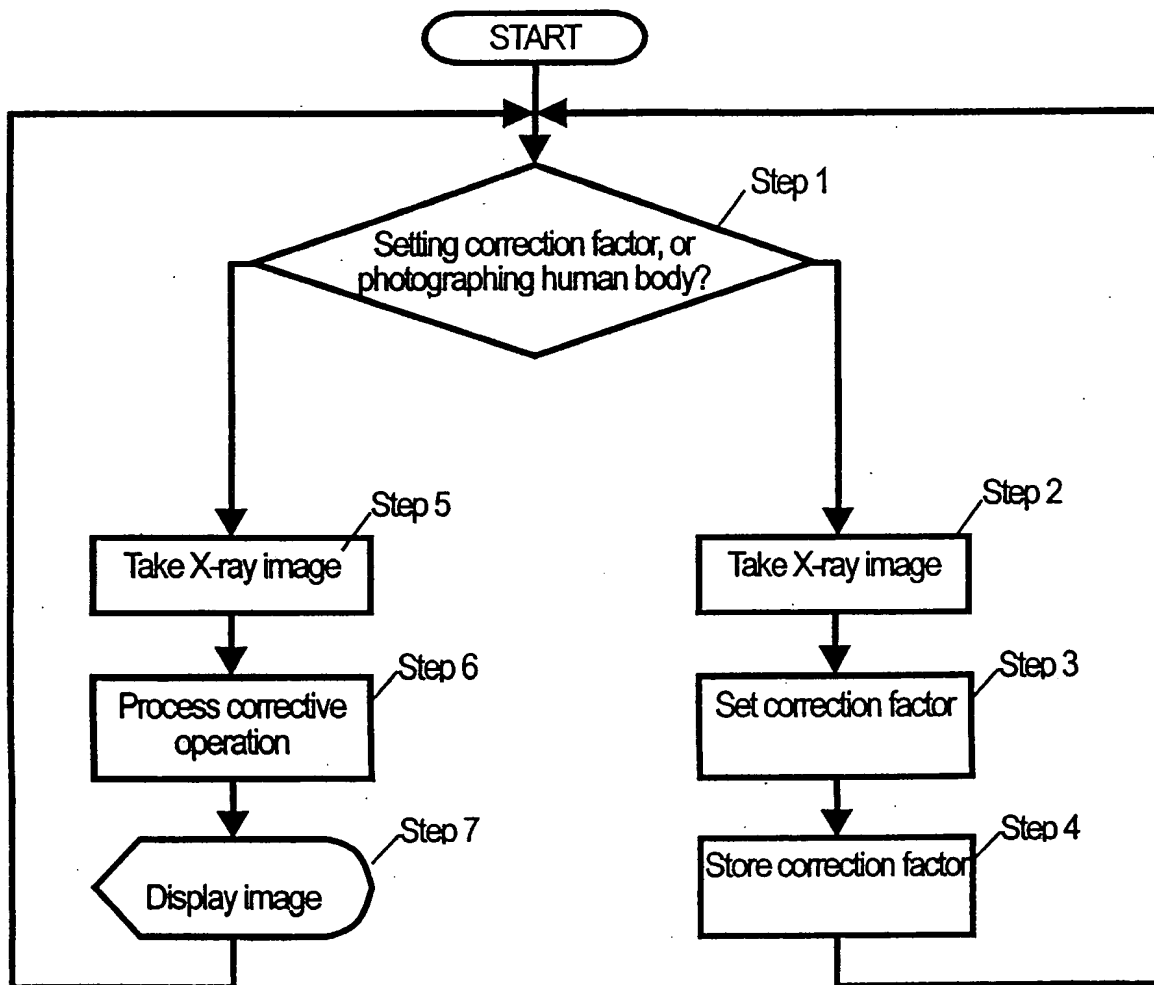 START
Step 1
Setting correction factor, or
photographing human body?
Step 5
Take X-ray image
Step 6
Process corrective
operation
Step 7
Display image
Step 2
Take X-ray image
Step 3
Set correction factor
Step 4
Store correction factor